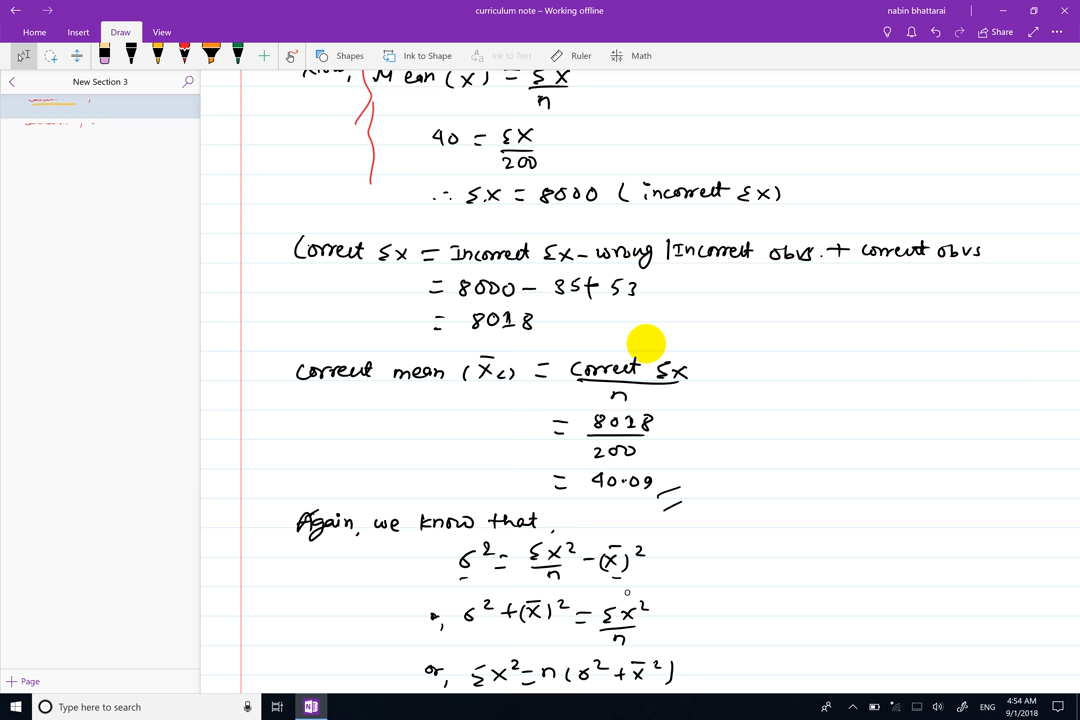 curriculum note – Working offline
nabin bhattarai
Home Insert Draw View
Share
Shapes Ink to Shape Ink to Text Ruler Math
New Section 3
Mean (X) = ΣX
n
40 = ΣX
200
∴ ΣX = 8000 (incorrect ΣX)
Correct ΣX = Incorrect ΣX - wrong / Incorrect obvs. + correct obvs
= 8000 - 35 + 53
= 8018
correct mean (X̄c) = correct ΣX
n
= 8018
200
= 40.09
Again, we know that,
σ² = ΣX² - (X̄)²
n
or, σ² + (X̄)² = ΣX²
n
or, ΣX² = n(σ² + X̄²)
Page
Type here to search
ENG
4:54 AM
9/1/2018